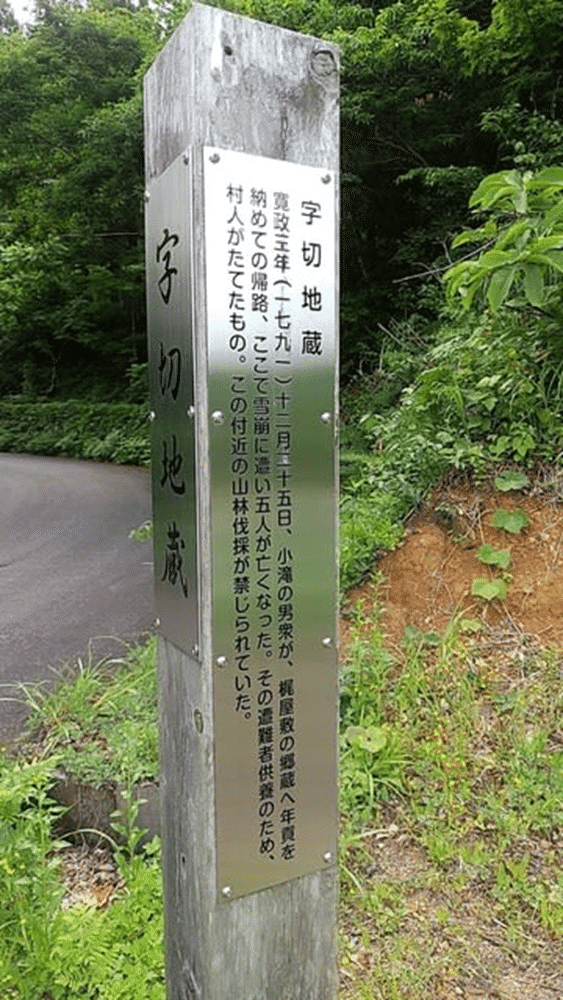 字切地蔵
字切地蔵
寛政三年(一七九一)十二月二十五日、小滝の男衆が、梶屋敷の郷蔵へ年貢を
納めての帰路、ここで雪崩に遭い五人が亡くなった。その遭難者供養のため、
村人がたてたもの。この付近の山林伐採が禁じられていた。